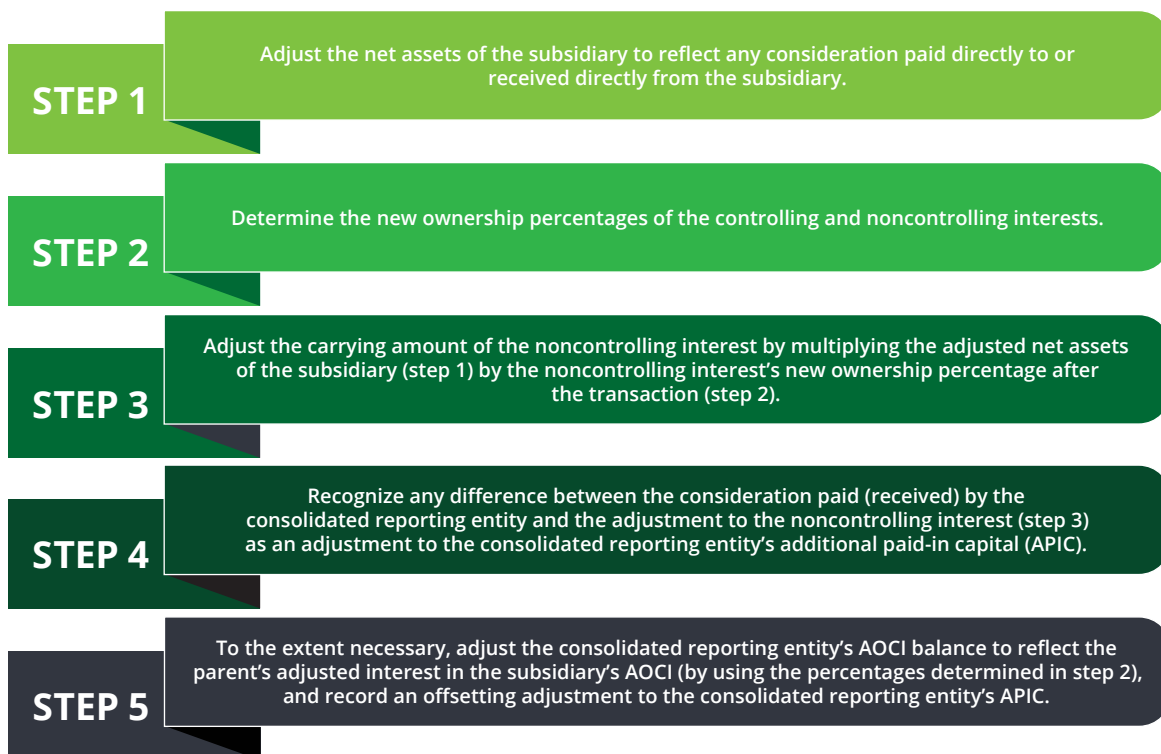 STEP 1
Adjust the net assets of the subsidiary to reflect any consideration paid directly to or
received directly from the subsidiary.
STEP 2
Determine the new ownership percentages of the controlling and noncontrolling interests.
STEP 3
Adjust the carrying amount of the noncontrolling interest by multiplying the adjusted net assets
of the subsidiary (step 1) by the noncontrolling interest’s new ownership percentage after
the transaction (step 2).
STEP 4
Recognize any difference between the consideration paid (received) by the
consolidated reporting entity and the adjustment to the noncontrolling interest (step 3)
as an adjustment to the consolidated reporting entity’s additional paid-in capital (APIC).
STEP 5
To the extent necessary, adjust the consolidated reporting entity’s AOCI balance to reflect the
parent’s adjusted interest in the subsidiary’s AOCI (by using the percentages determined in step 2),
and record an offsetting adjustment to the consolidated reporting entity’s APIC.